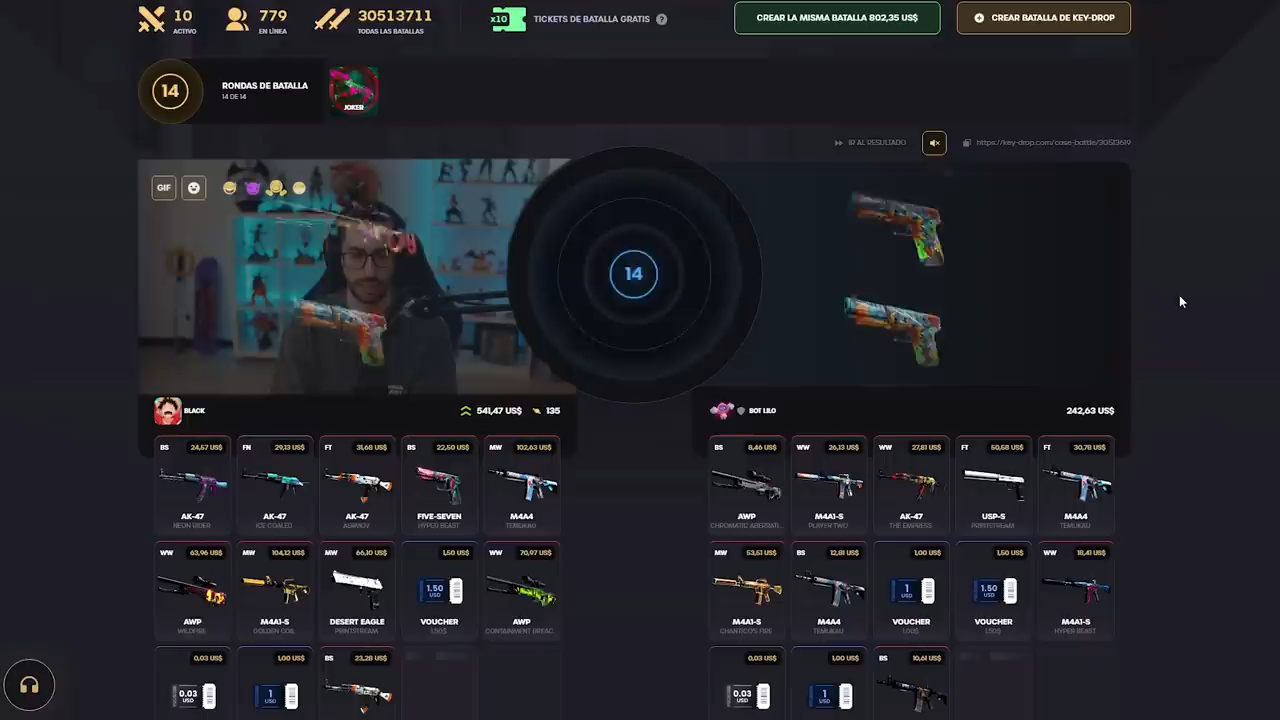 10
ACTIVO
779
EN LÍNEA
30513711
TODAS LAS BATALLAS
x10
TICKETS DE BATALLA GRATIS
?
CREAR LA MISMA BATALLA 802,35 US$
CREAR BATALLA DE KEY-DROP
14
RONDAS DE BATALLA
14 DE 14
JOKER
IR AL RESULTADO
https://key-drop.com/case-battle/30513619
GIF
14
BLACK
541,47 US$
135
BOT LILO
242,63 US$
BS 24,57 US$
AK-47
NEON RIDER
FN 29,13 US$
AK-47
ICE COALED
FT 31,68 US$
AK-47
ASIIMOV
BS 22,50 US$
FIVE-SEVEN
HYPER BEAST
MW 102,63 US$
M4A4
TEMUKAU
BS 8,46 US$
AWP
CHROMATIC ABERRATI...
WW 26,13 US$
M4A1-S
PLAYER TWO
WW 27,81 US$
AK-47
THE EMPRESS
FT 50,58 US$
USP-S
PRINTSTREAM
FT 30,78 US$
M4A4
TEMUKAU
WW 63,96 US$
AWP
WILDFIRE
MW 104,12 US$
M4A1-S
GOLDEN COIL
MW 66,10 US$
DESERT EAGLE
PRINTSTREAM
1,50 US$
1.50
USD
VOUCHER
1.50$
WW 70,97 US$
AWP
CONTAINMENT BREAC...
MW 53,51 US$
M4A1-S
CHANTICO'S FIRE
BS 12,81 US$
M4A4
TEMUKAU
1,00 US$
1
USD
VOUCHER
1.00$
1,50 US$
1.50
USD
VOUCHER
1.50$
WW 18,41 US$
M4A1-S
HYPER BEAST
0,03 US$
0.03
USD
1,00 US$
1
USD
BS 23,28 US$
0,03 US$
0.03
USD
1,00 US$
1
USD
BS 10,61 US$